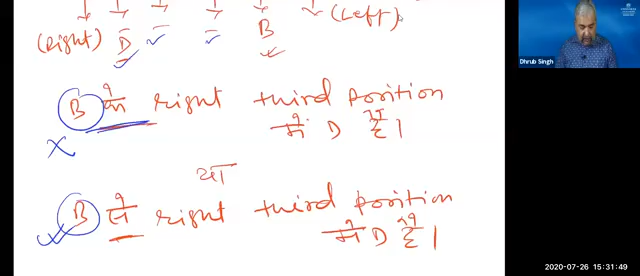 (Right) D B (Left)
Dhrub Singh
B के right third position
में D है।
या
B से right third position
में D है।
2020-07-26 15:31:49